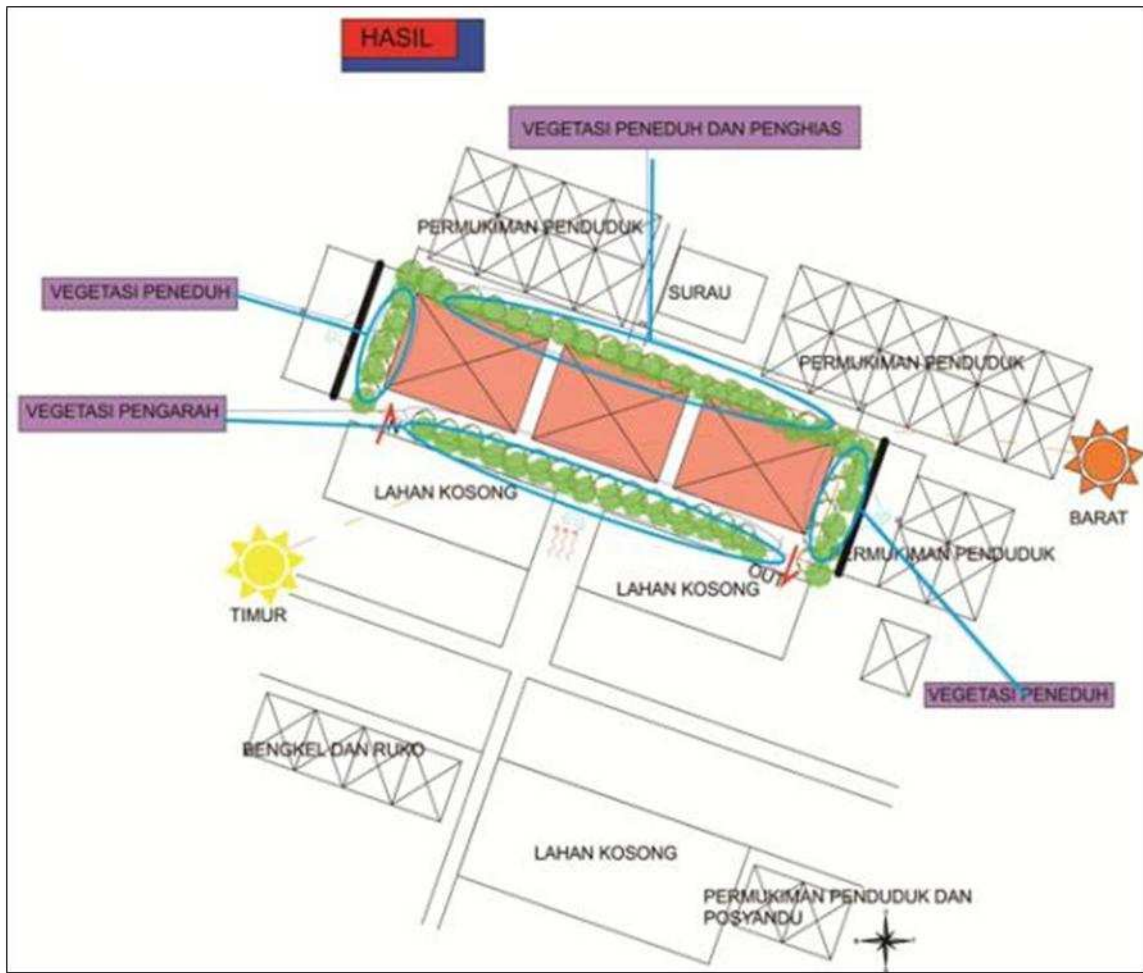 HASIL
VEGETASI PENEDUH DAN PENGHIAS
PERMUKIMAN PENDUDUK
VEGETASI PENEDUH
SURAU
PERMUKIMAN PENDUDUK
VEGETASI PENGARAH
IN
LAHAN KOSONG
BARAT
PERMUKIMAN PENDUDUK
OUT
LAHAN KOSONG
TIMUR
VEGETASI PENEDUH
BENGKEL DAN RUKO
LAHAN KOSONG
PERMUKIMAN PENDUDUK DAN
POSYANDU